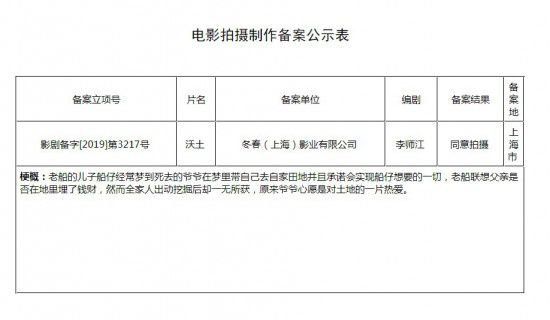 电影拍摄制作备案公示表
备案立项号 片名 备案单位 编剧 备案结果 备案地
影剧备字[2019]第3217号 沃土 冬春（上海）影业有限公司 李师江 同意拍摄 上海市
梗概：老船的儿子船仔经常梦到死去的爷爷在梦里带自己去自家田地并且承诺会实现船仔想要的一切，老船联想父亲是
否在地里埋了钱财，然而全家人出动挖掘后却一无所获，原来爷爷心愿是对土地的一片热爱。